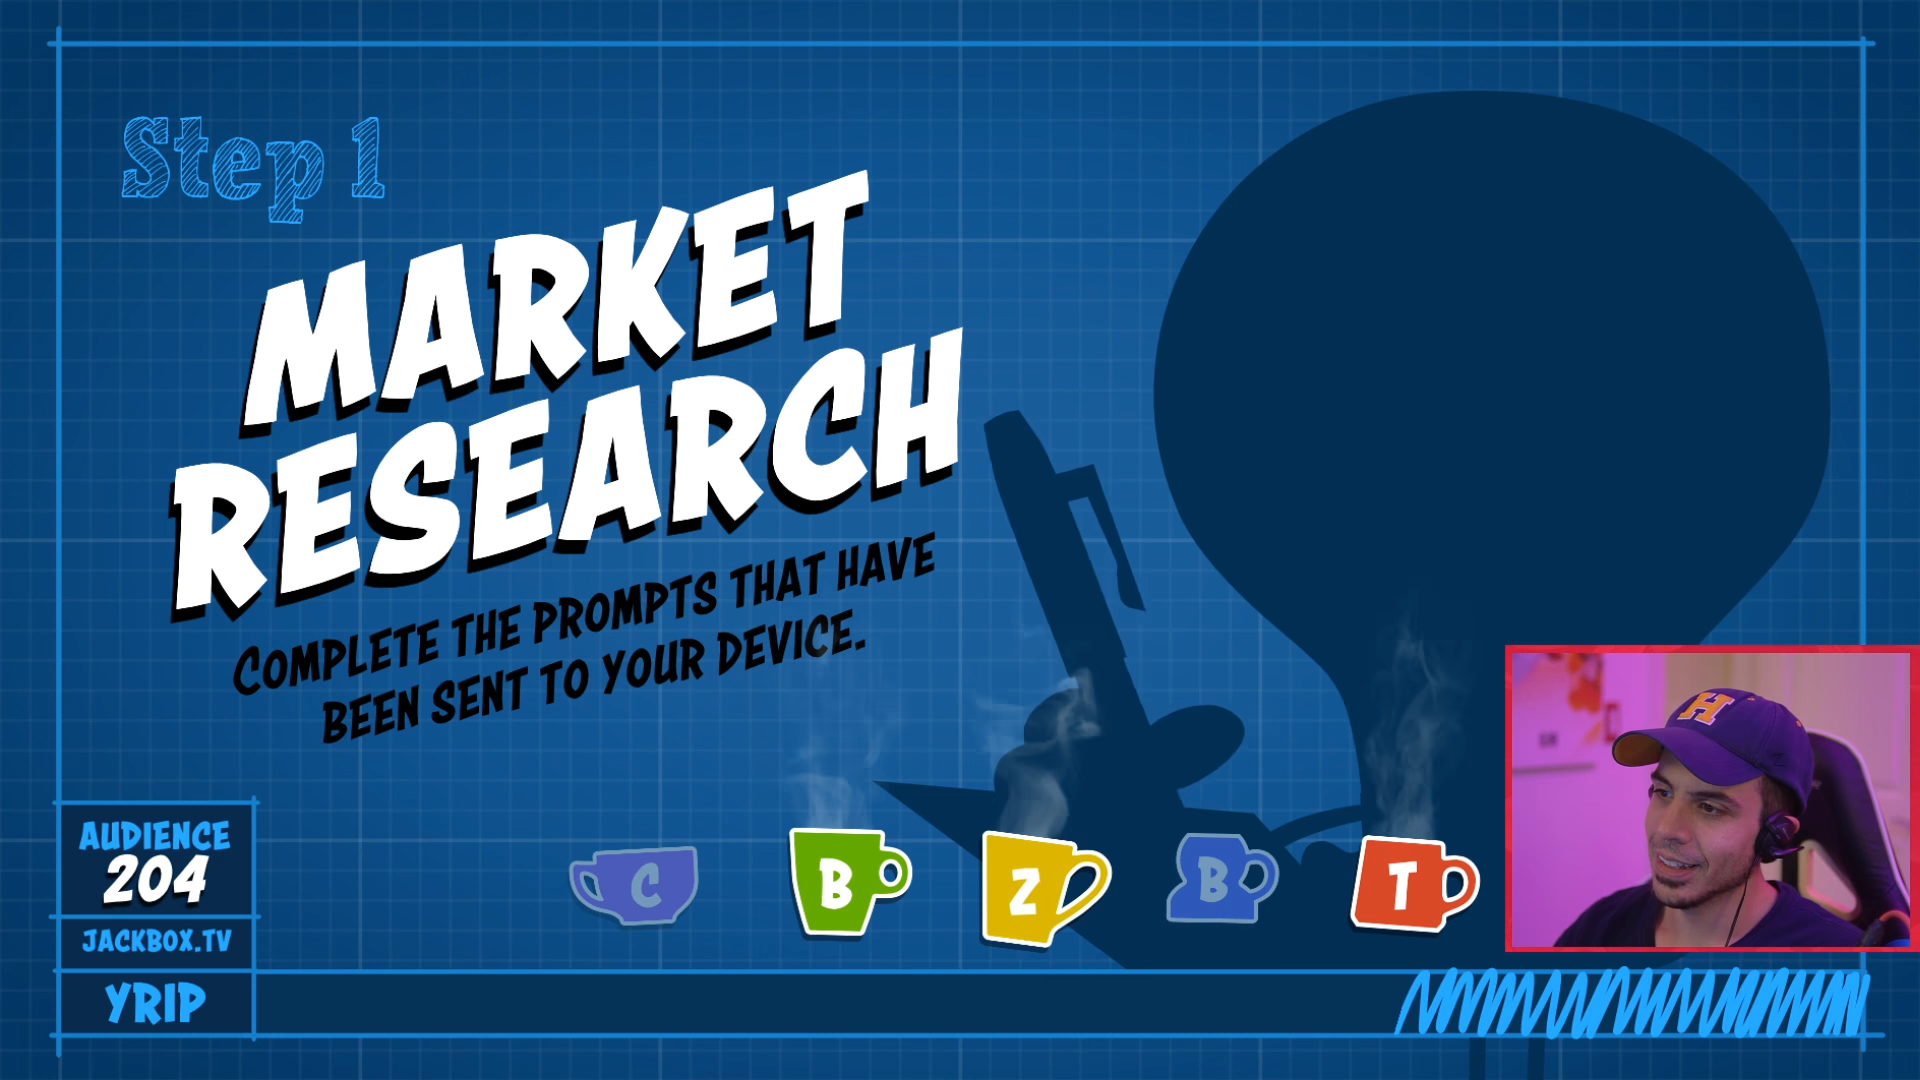 Step 1
MARKET
RESEARCH
COMPLETE THE PROMPTS THAT HAVE
BEEN SENT TO YOUR DEVICE.
AUDIENCE
204
JACKBOX.TV
YRIP
C
B
Z
B
T
H